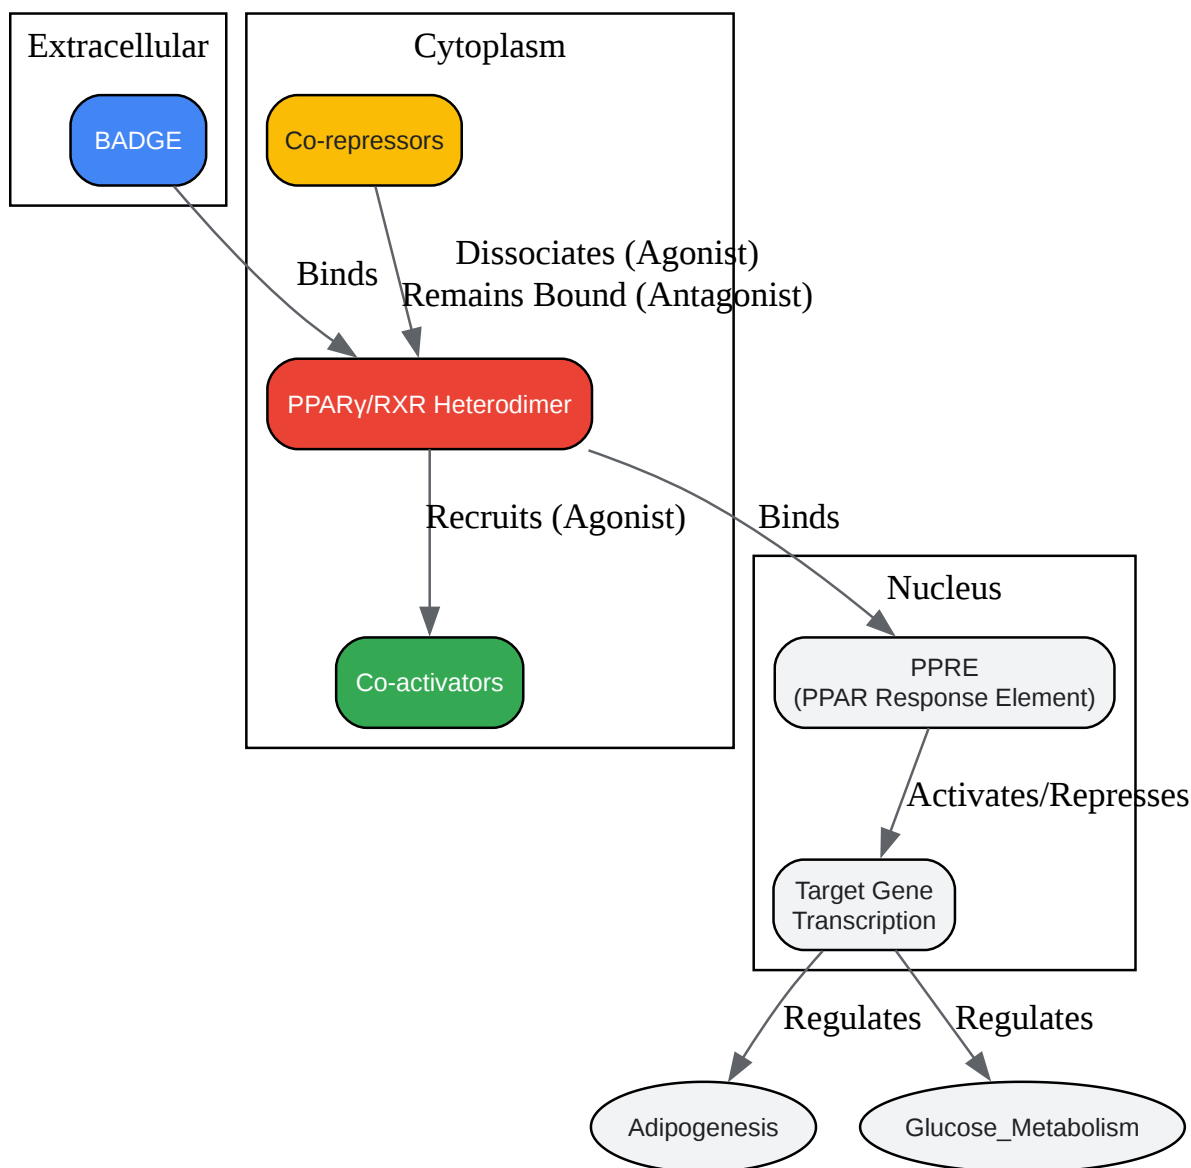 Extracellular
Cytoplasm
BADGE
Co-repressors
Binds
Dissociates (Agonist)
Remains Bound (Antagonist)
PPARγ/RXR Heterodimer
Recruits (Agonist)
Binds
Nucleus
Co-activators
PPRE
(PPAR Response Element)
Activates/Represses
Target Gene
Transcription
Regulates
Regulates
Adipogenesis
Glucose_Metabolism